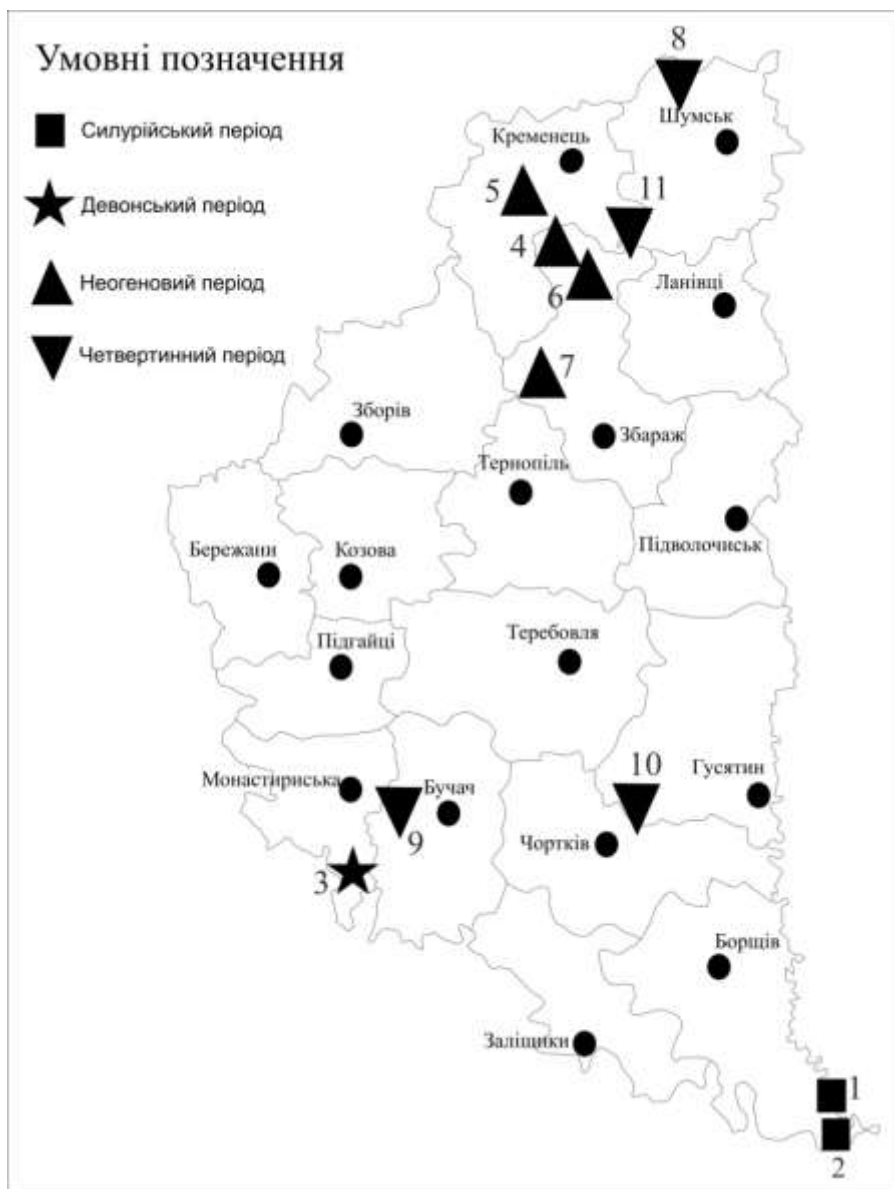 Умовні позначення
Силурійський період
Девонський період
Неогеновий період
Четвертинний період
8
Шумськ
Кременець
11
5
4
6
Ланівці
7
Зборів
Збараж
Тернопіль
Підволочиськ
Бережани
Козова
Підгайці
Теребовля
Монастириська
Бучач
10
Гусятин
9
Чортків
3
Борщів
Заліщики
1
2